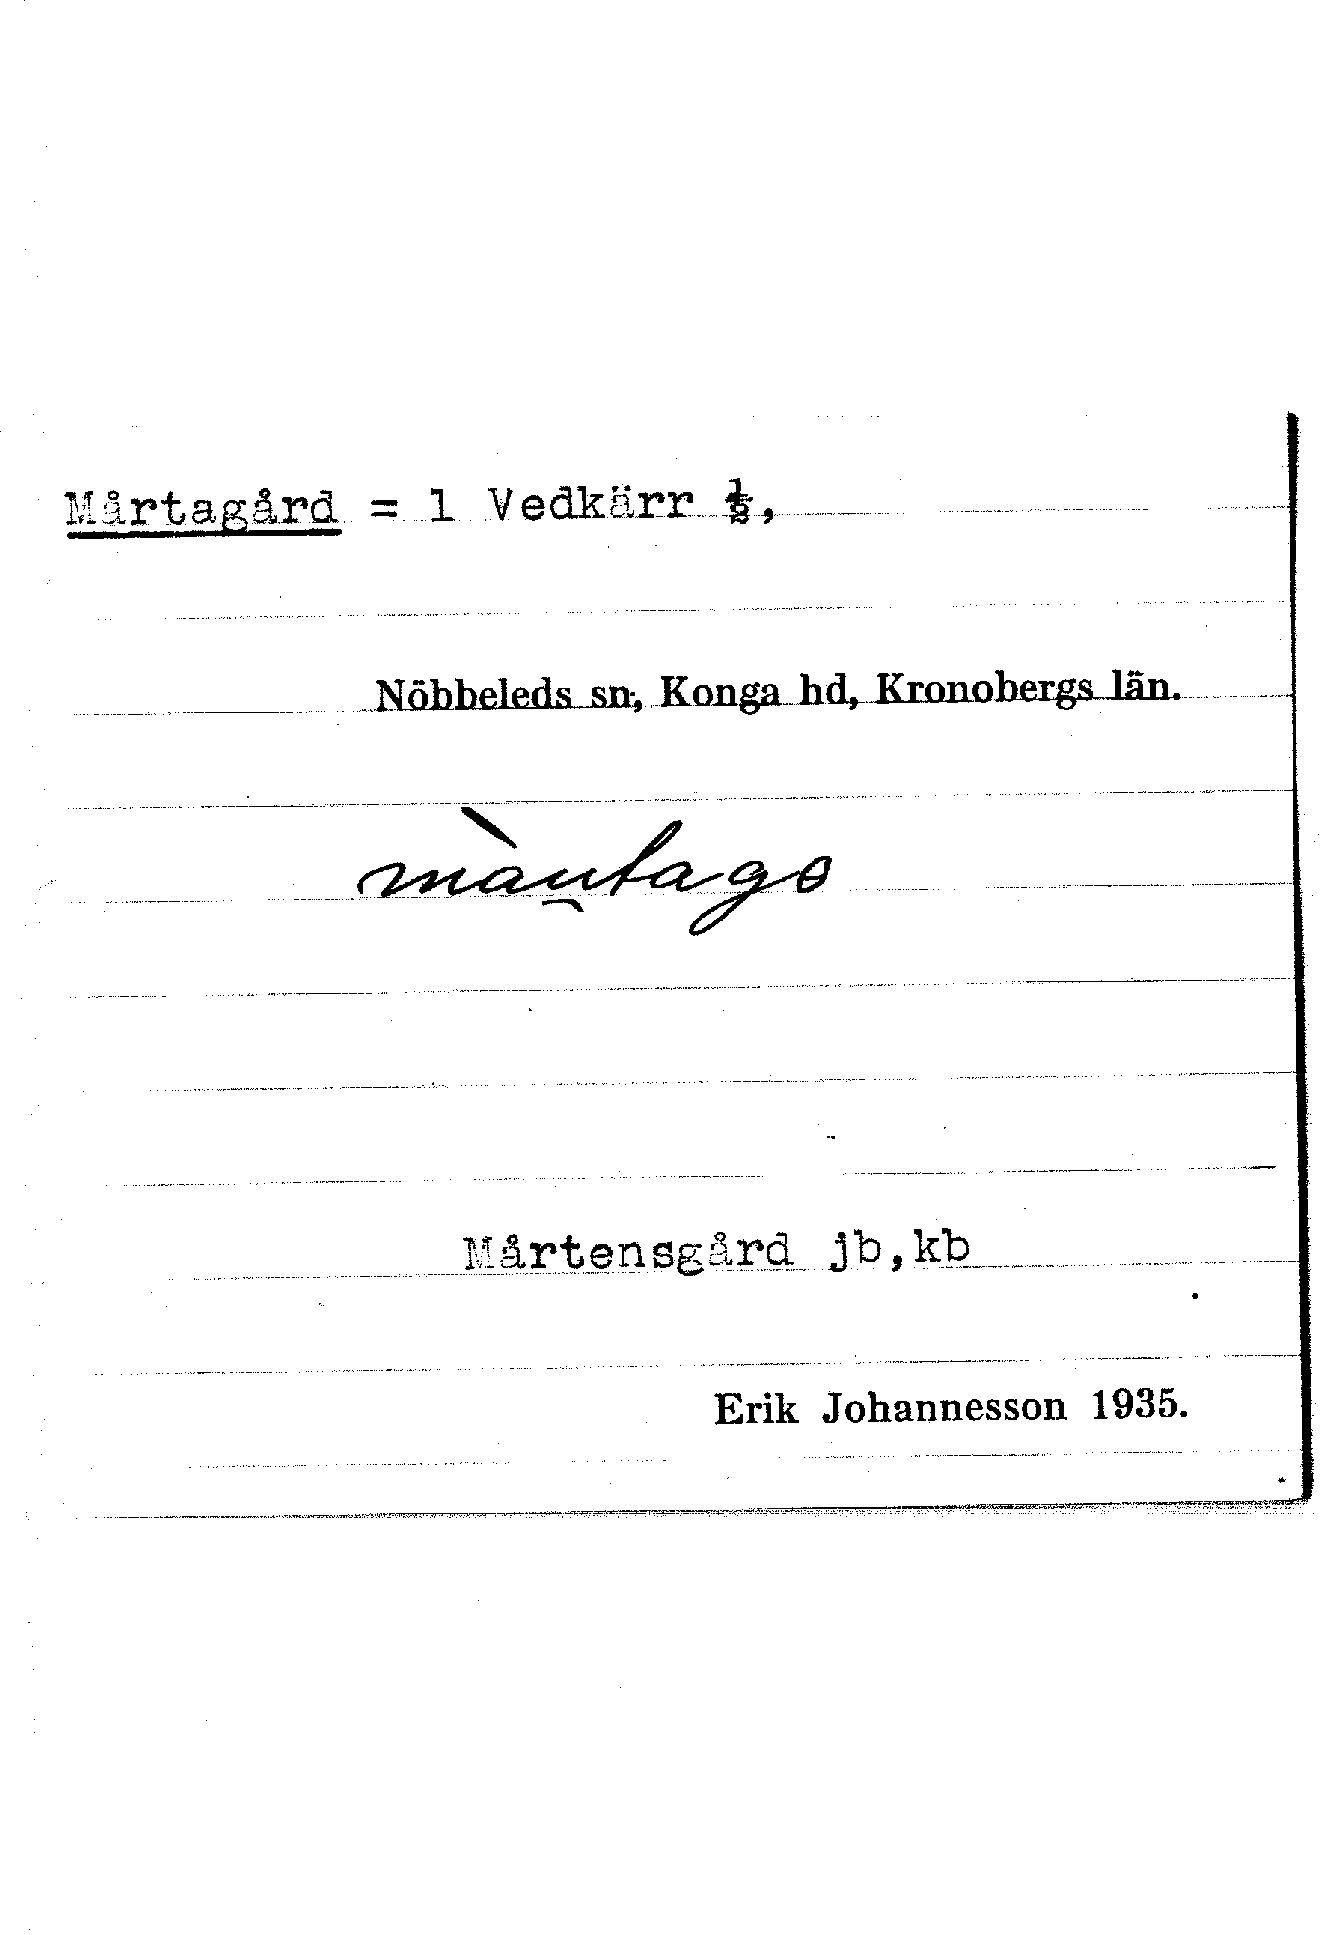 Mårtagård = 1 Vedkärr ½,
Nöbbeleds sn, Konga hd, Kronobergs län.
Mårtensgård jb,kb
Erik Johannesson 1935.